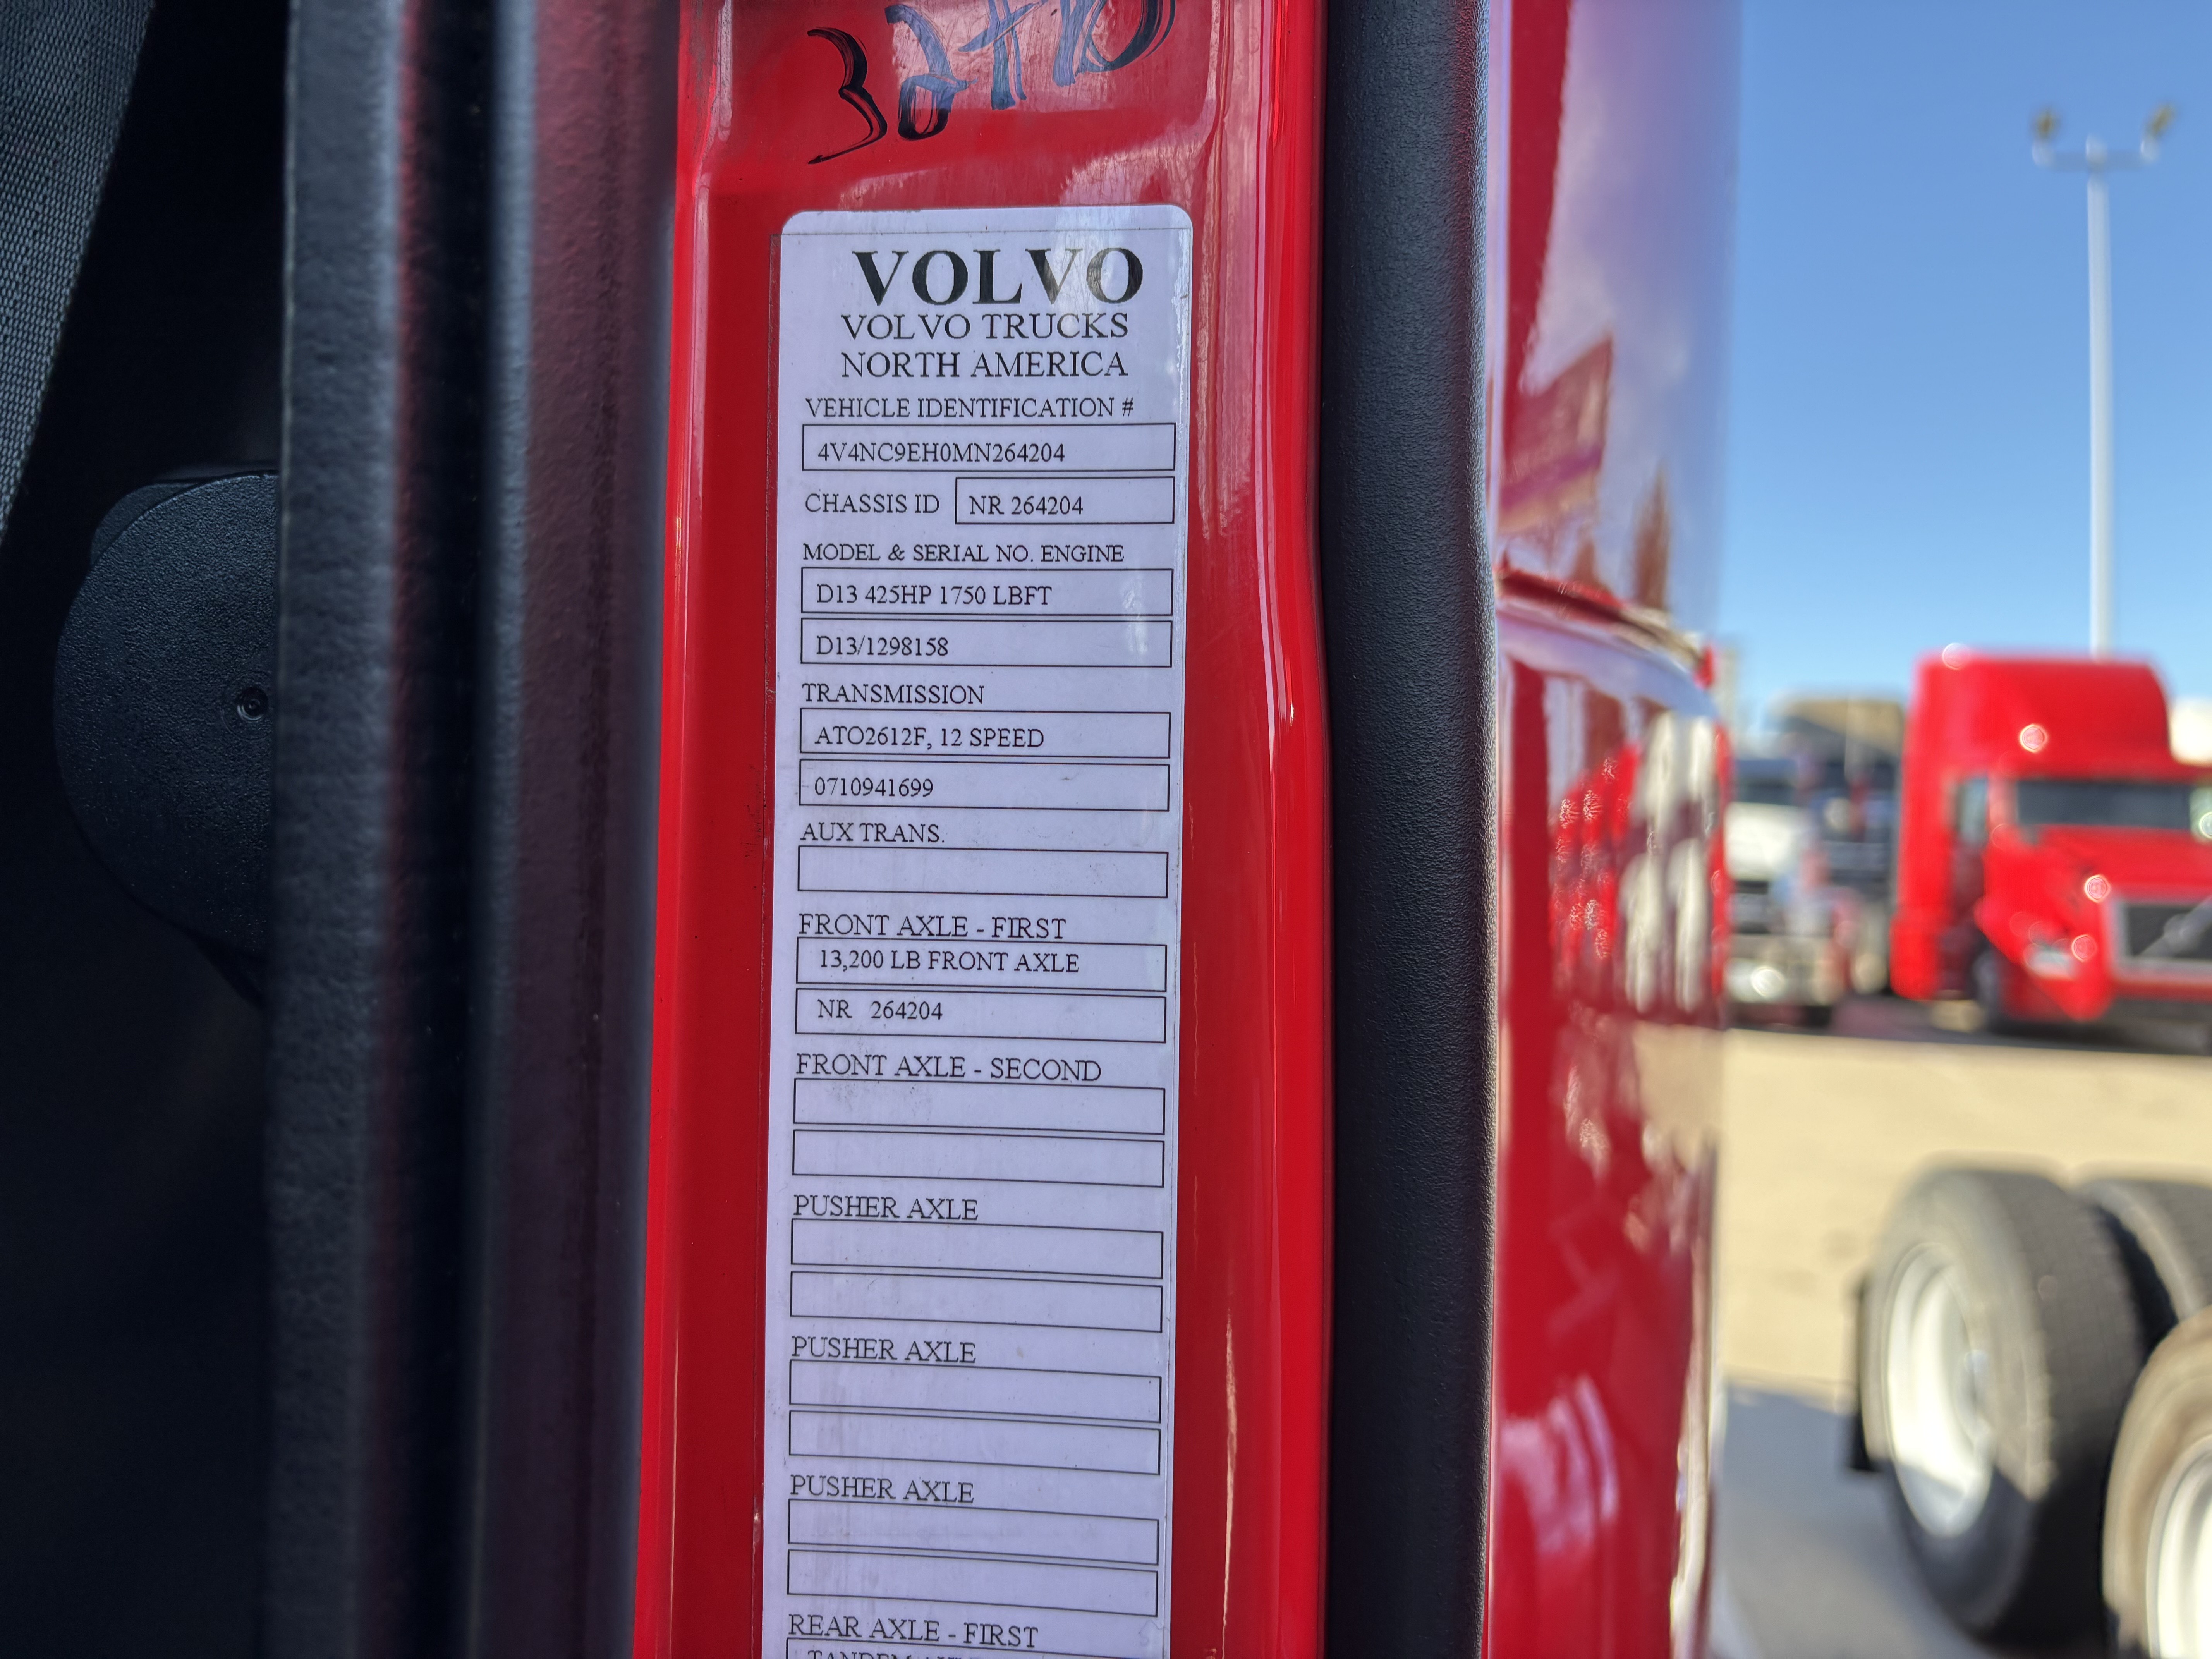 VOLVO
VOLVO TRUCKS
NORTH AMERICA
VEHICLE IDENTIFICATION #
4V4NC9EH0MN264204
CHASSIS ID NR 264204
MODEL & SERIAL NO. ENGINE
D13 425HP 1750 LBFT
D13/1298158
TRANSMISSION
ATO2612F, 12 SPEED
0710941699
AUX TRANS.
FRONT AXLE - FIRST
13,200 LB FRONT AXLE
NR 264204
FRONT AXLE - SECOND
PUSHER AXLE
PUSHER AXLE
PUSHER AXLE
REAR AXLE - FIRST